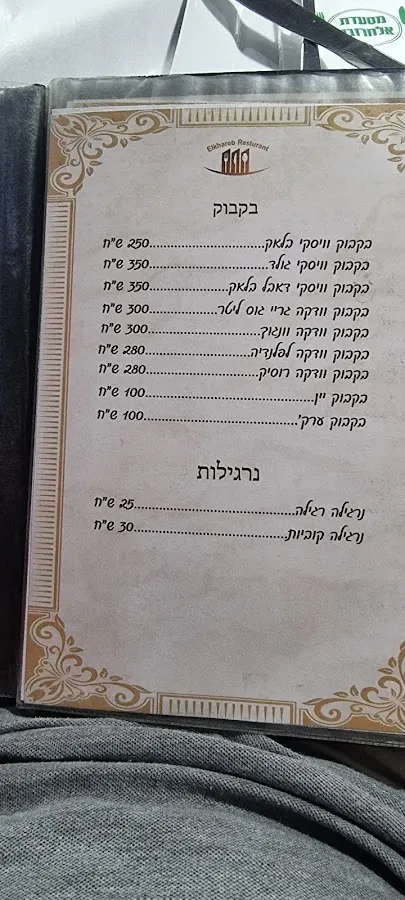 מסעדת
אלחרוב
Elkharob Resturant
בקבוק
בקבוק וויסקי בלאק............................250 ש"ח
בקבוק וויסקי גולד..............................350 ש"ח
בקבוק וויסקי דאבל בלאק....................350 ש"ח
בקבוק וודקה גריי גוס ליטר..................300 ש"ח
בקבוק וודקה וונגוך............................300 ש"ח
בקבוק וודקה לפלנדיה.........................280 ש"ח
בקבוק וודקה רוסיק............................280 ש"ח
בקבוק יין.........................................100 ש"ח
בקבוק ערק'......................................100 ש"ח
נרגילות
נרגילה רגילה.......................................25 ש"ח
נרגילה קוביות.....................................30 ש"ח